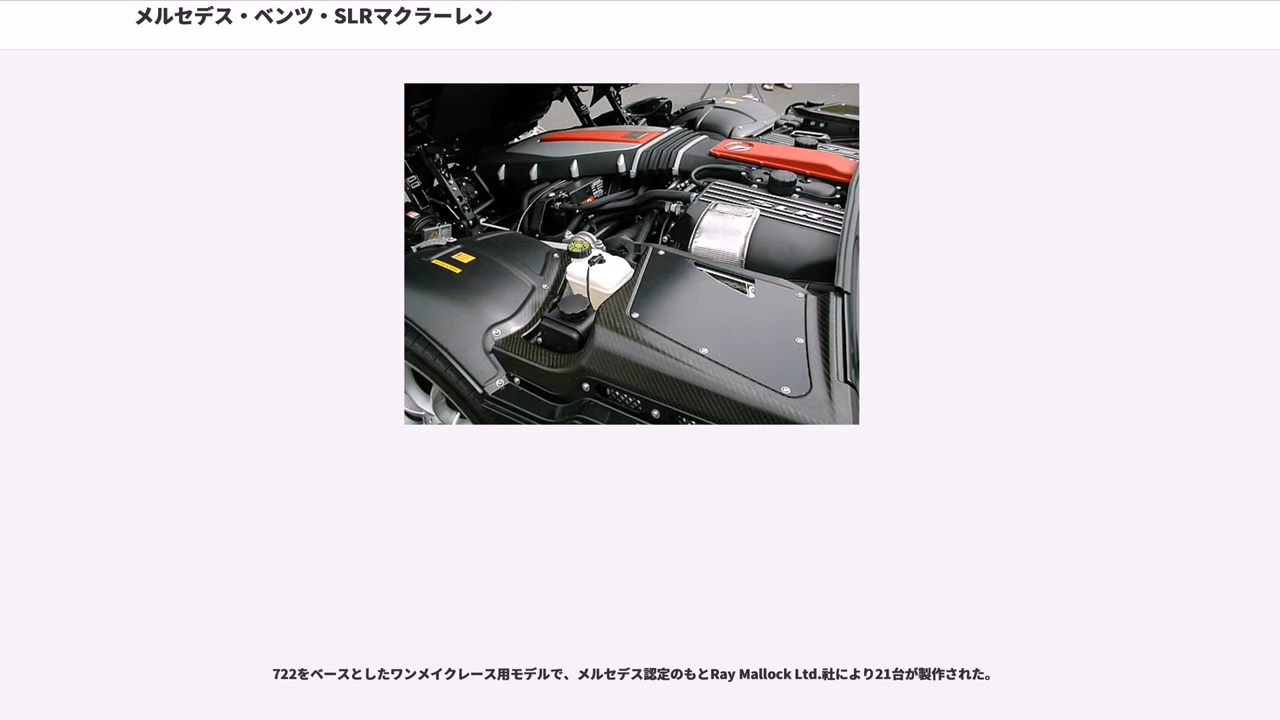 メルセデス・ベンツ・SLRマクラーレン
722をベースとしたワンメイクレース用モデルで、メルセデス認定のもとRay Mallock Ltd.社により21台が製作された。